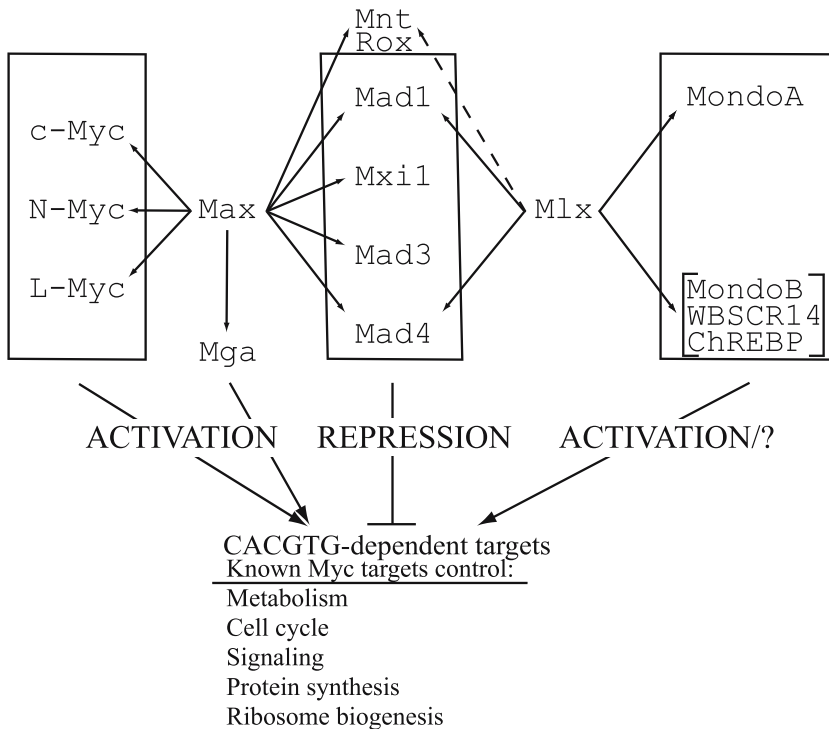 Mnt
Rox
Mad1
MondoA
c-Myc
Mxi1
N-Myc
Max
Mlx
Mad3
L-Myc
MondoB
WBSCR14
ChREBP
Mad4
Mga
ACTIVATION
REPRESSION
ACTIVATION/?
CACGTG-dependent targets
Known Myc targets control:
Metabolism
Cell cycle
Signaling
Protein synthesis
Ribosome biogenesis